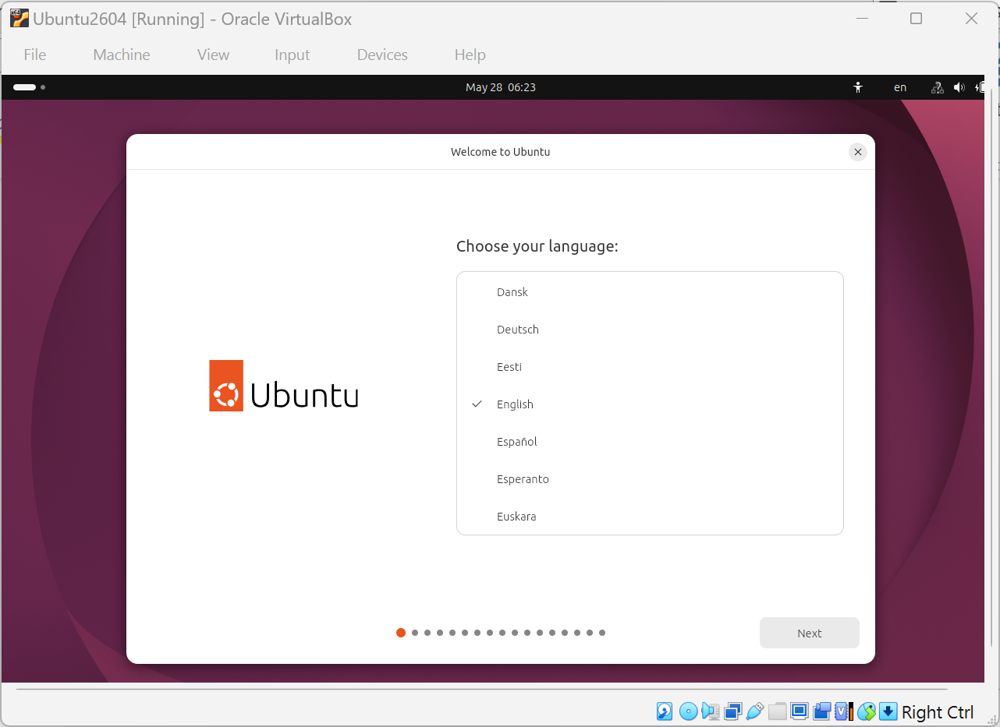 Ubuntu2604 [Running] - Oracle VirtualBox
File Machine View Input Devices Help
May 28 06:23 en
Welcome to Ubuntu
Choose your language:
Dansk
Deutsch
Eesti
English
Ubuntu
Español
Esperanto
Euskara
Next
Right Ctrl